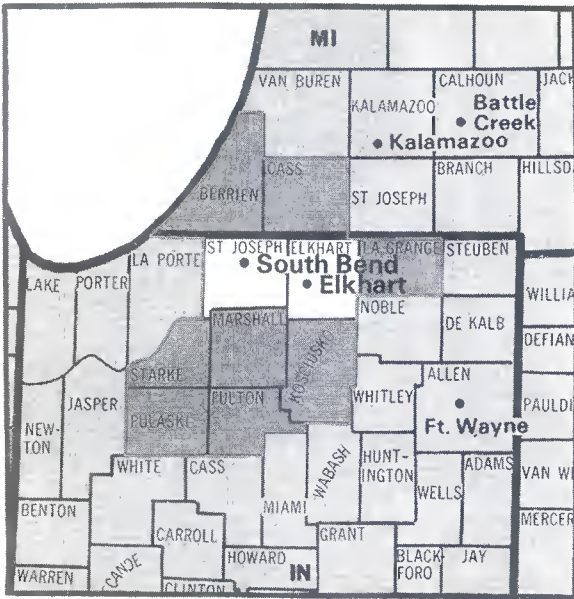 MI
VAN BUREN
CALHOUN
JACK
KALAMAZOO
Battle
Creek
Kalamazoo
CASS
BERRIEN
BRANCH
HILLSD
ST JOSEPH
ST JOSEPH
ELKHART
LA GRANGE
STEUBEN
LA PORTE
South Bend
LAKE
PORTER
Elkhart
WILLIA
NOBLE
MARSHALL
DE KALB
DEFIAN
KOSCIUSKO
STARKE
ALLEN
JASPER
FULTON
WHITLEY
PAULDI
PULASKI
NEW-
TON
Ft. Wayne
WHITE
CASS
WABASH
HUNT-
INGTON
ADAMS
VAN WE
WELLS
BENTON
MIAMI
MERCER
CARROLL
GRANT
HOWARD
IN
BLACK
FORD
JAY
WARREN
CANOE
CLINTON